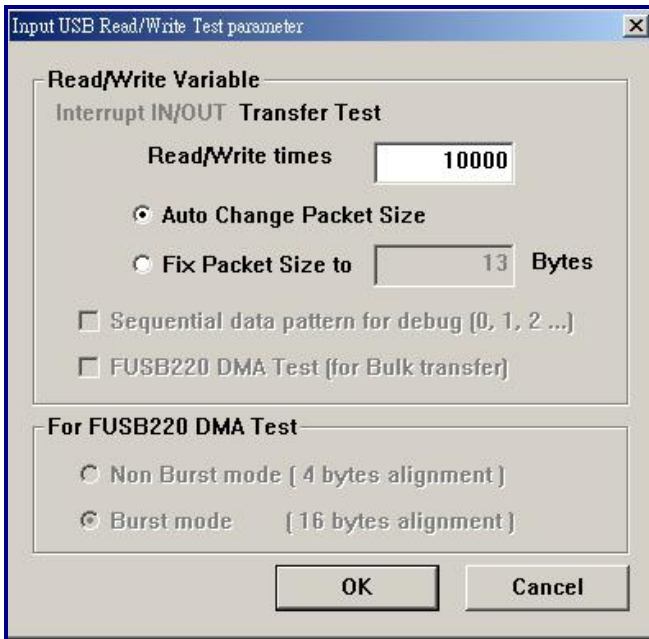 Input USB Read/Write Test parameter
Read/Write Variable
Interrupt IN/OUT Transfer Test
Read/Write times 10000
Auto Change Packet Size
Fix Packet Size to 13 Bytes
Sequential data pattern for debug (0, 1, 2 ...)
FUSB220 DMA Test (for Bulk transfer)
For FUSB220 DMA Test
Non Burst mode ( 4 bytes alignment )
Burst mode ( 16 bytes alignment )
OK Cancel